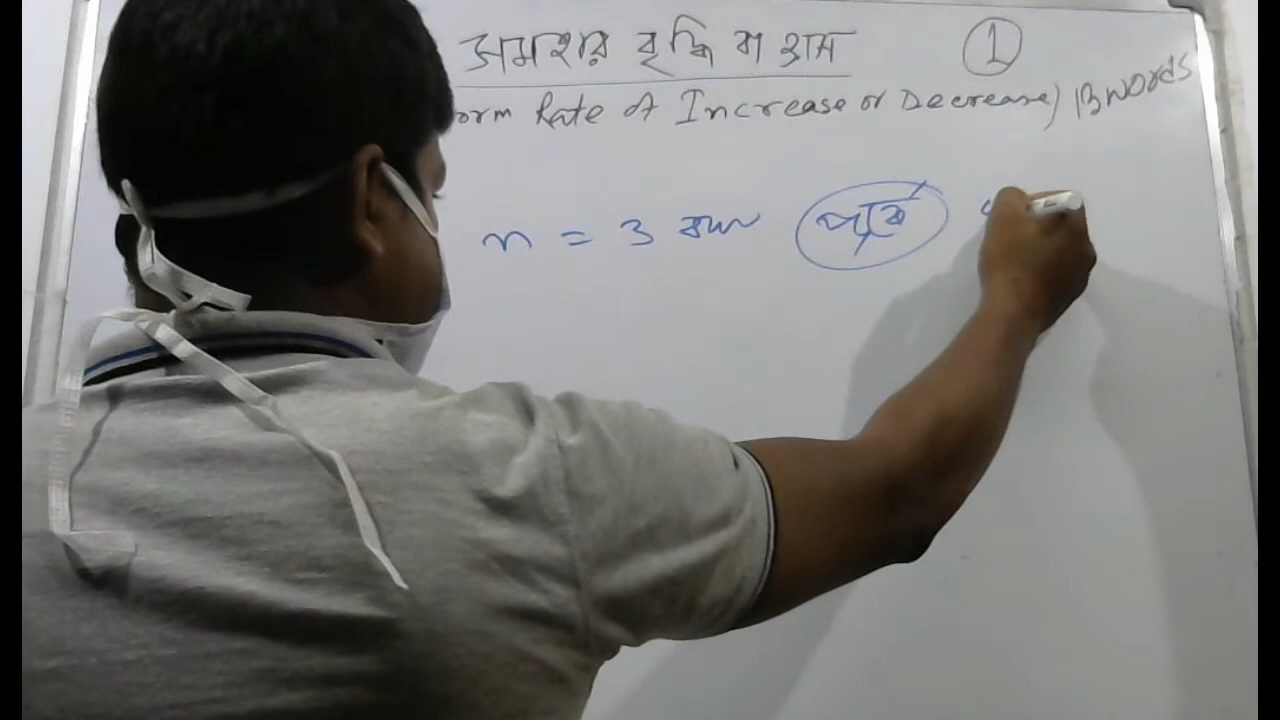 সমহার বৃদ্ধি বা হ্রাস 1
orm Rate of Increase or Decrease) 13 words
n = 3 বছর পূর্বে